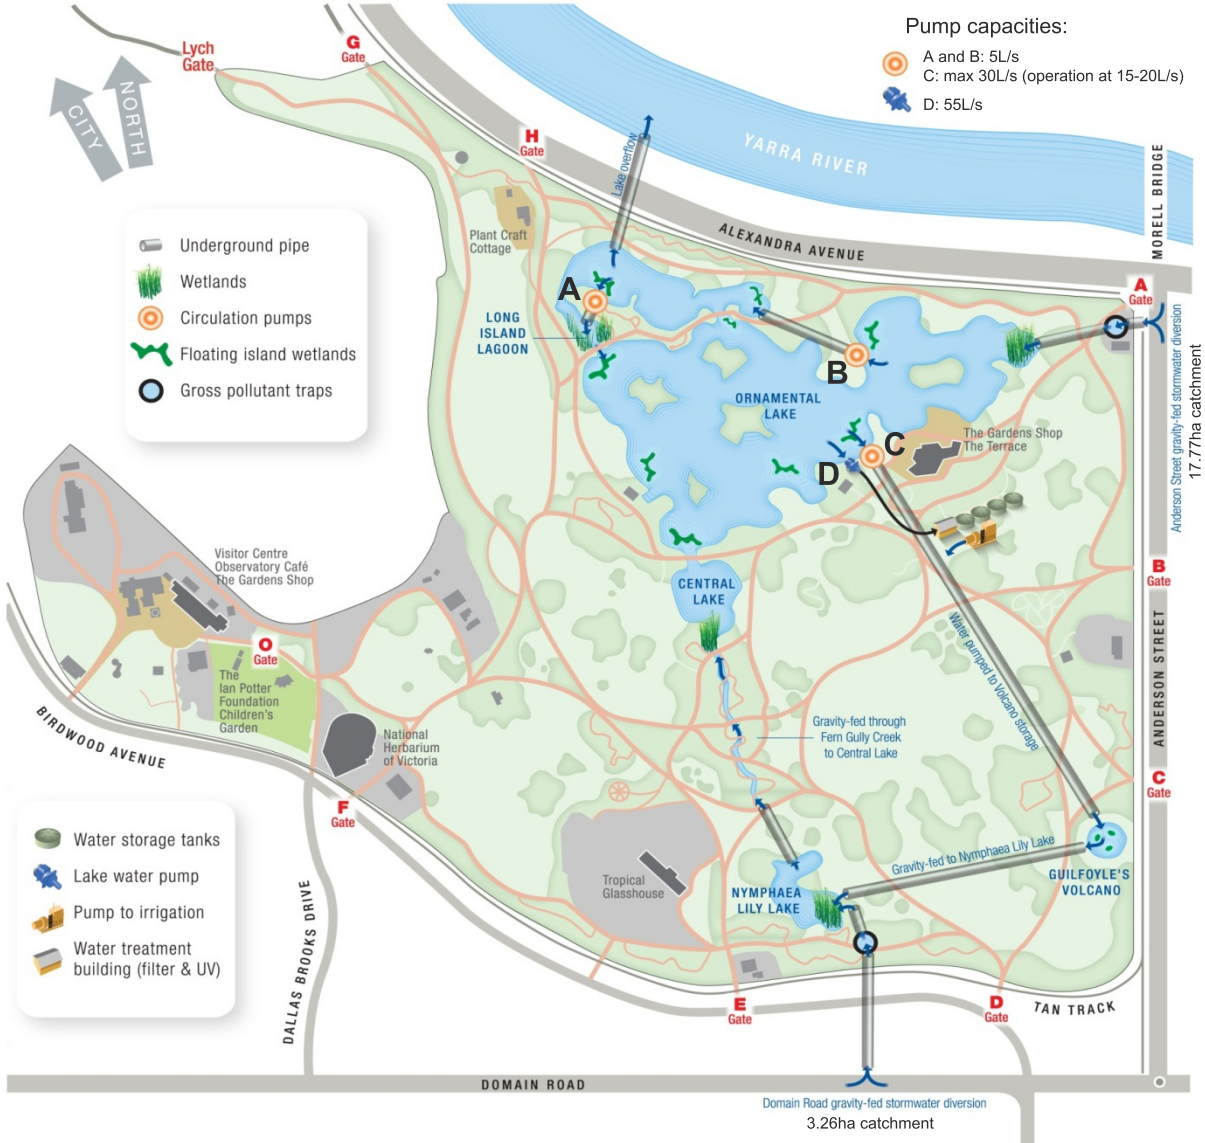 Pump capacities:
A and B: 5L/s
C: max 30L/s (operation at 15-20L/s)
D: 55L/s
Lych
Gate
G
Gate
H
Gate
CITY
NORTH
YARRA RIVER
MORELL BRIDGE
Lake overflow
ALEXANDRA AVENUE
Underground pipe
Wetlands
Circulation pumps
Floating island wetlands
Gross pollutant traps
Plant Craft
Cottage
A
LONG
ISLAND
LAGOON
B
ORNAMENTAL
LAKE
A
Gate
Anderson Street gravity-fed stormwater diversion
17.77ha catchment
C
D
The Gardens Shop
The Terrace
Visitor Centre
Observatory Café
The Gardens Shop
CENTRAL
LAKE
B
Gate
O
Gate
The
Ian Potter
Foundation
Children's
Garden
National
Herbarium
of Victoria
BIRDWOOD AVENUE
Water pumped to Volcano storage
ANDERSON STREET
Gravity-fed through
Fern Gully Creek
to Central Lake
C
Gate
F
Gate
Water storage tanks
Lake water pump
Pump to irrigation
Water treatment
building (filter & UV)
Tropical
Glasshouse
NYMPHAEA
LILY LAKE
Gravity-fed to Nymphaea Lily Lake
GUILFOYLE'S
VOLCANO
DALLAS BROOKS DRIVE
E
Gate
D
Gate
TAN TRACK
DOMAIN ROAD
Domain Road gravity-fed stormwater diversion
3.26ha catchment